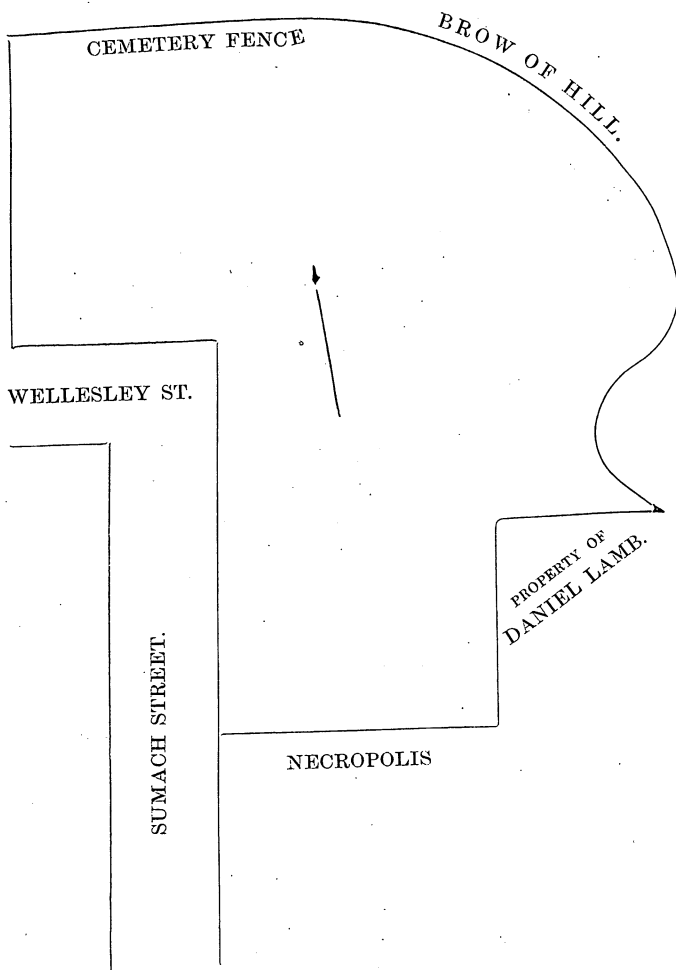 CEMETERY FENCE
BROW OF HILL.
WELLESLEY ST.
PROPERTY OF
DANIEL LAMB.
SUMACH STREET.
NECROPOLIS